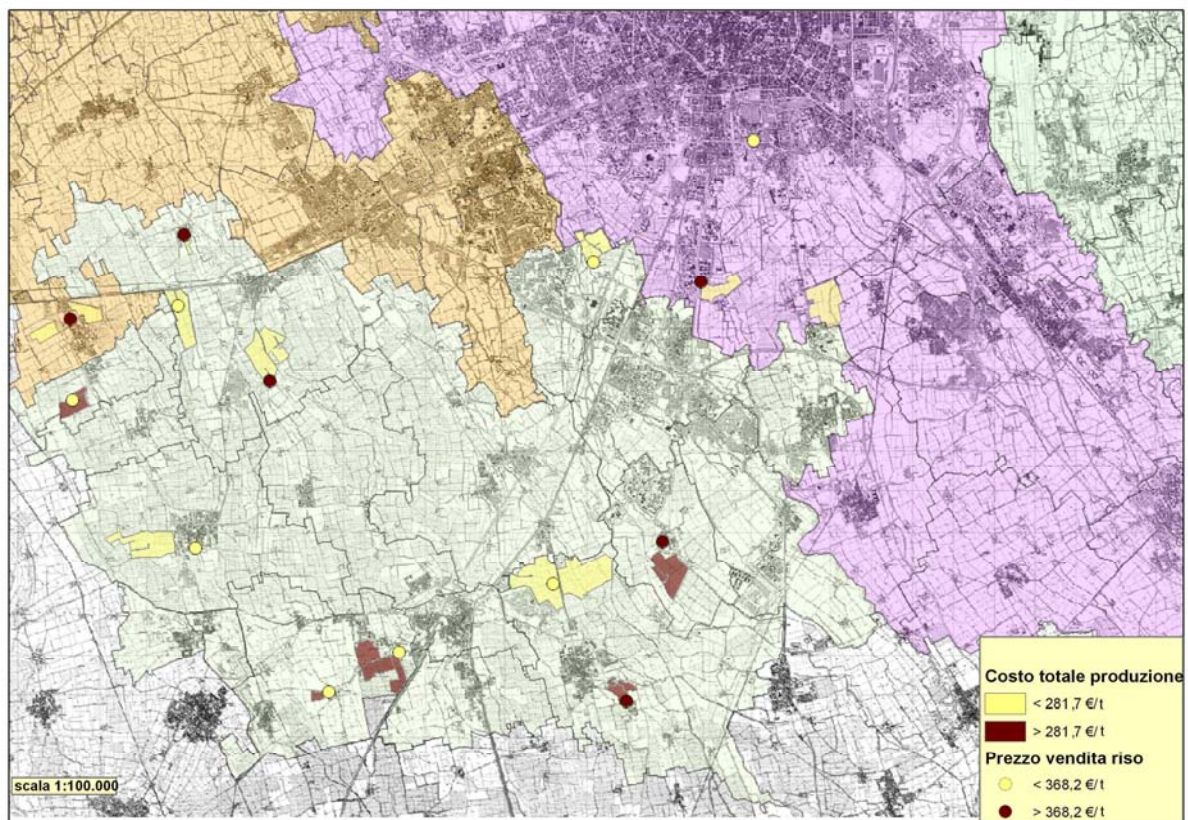 Costo totale produzione
< 281,7 €/t
> 281,7 €/t
Prezzo vendita riso
< 368,2 €/t
> 368,2 €/t
scala 1:100.000